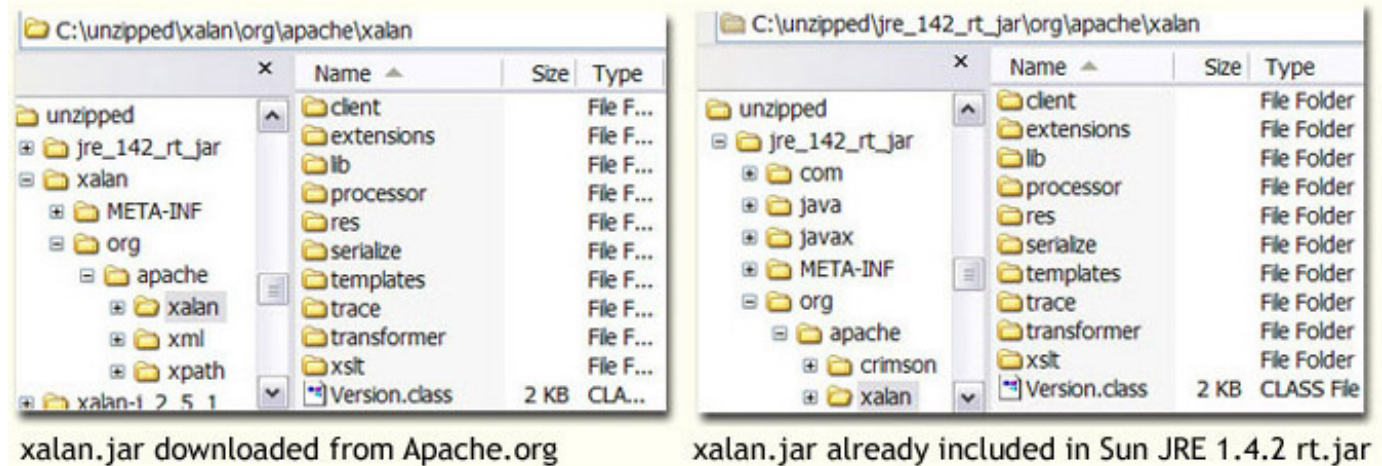 C:\unzipped\xalan\org\apache\xalan
Name Size Type
unzipped
jre_142_rt_jar
xalan
META-INF
org
apache
xalan
xml
xpath
xalan-j_2_5_1
client File F...
extensions File F...
lib File F...
processor File F...
res File F...
serialize File F...
templates File F...
trace File F...
transformer File F...
xslt File F...
Version.class 2 KB CLA...
xalan.jar downloaded from Apache.org
C:\unzipped\jre_142_rt_jar\org\apache\xalan
Name Size Type
unzipped
jre_142_rt_jar
com
java
javax
META-INF
org
apache
crimson
xalan
client File Folder
extensions File Folder
lib File Folder
processor File Folder
res File Folder
serialize File Folder
templates File Folder
trace File Folder
transformer File Folder
xslt File Folder
Version.class 2 KB CLASS File
xalan.jar already included in Sun JRE 1.4.2 rt.jar